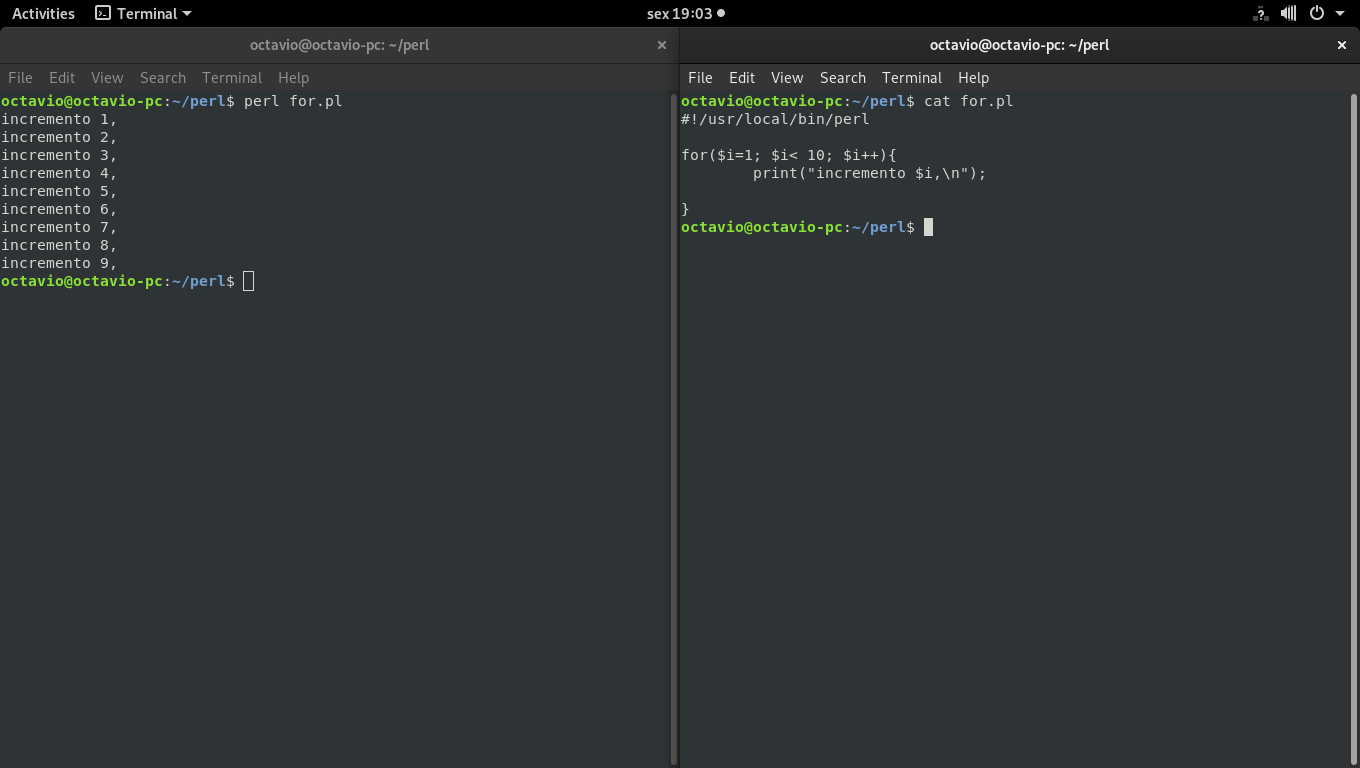 Activities Terminal sex 19:03 ?
octavio@octavio-pc: ~/perl ×
File Edit View Search Terminal Help
octavio@octavio-pc:~/perl$ perl for.pl
incremento 1,
incremento 2,
incremento 3,
incremento 4,
incremento 5,
incremento 6,
incremento 7,
incremento 8,
incremento 9,
octavio@octavio-pc:~/perl$
octavio@octavio-pc: ~/perl ×
File Edit View Search Terminal Help
octavio@octavio-pc:~/perl$ cat for.pl
#!/usr/local/bin/perl
for($i=1; $i< 10; $i++){
        print("incremento $i,\n");
}
octavio@octavio-pc:~/perl$